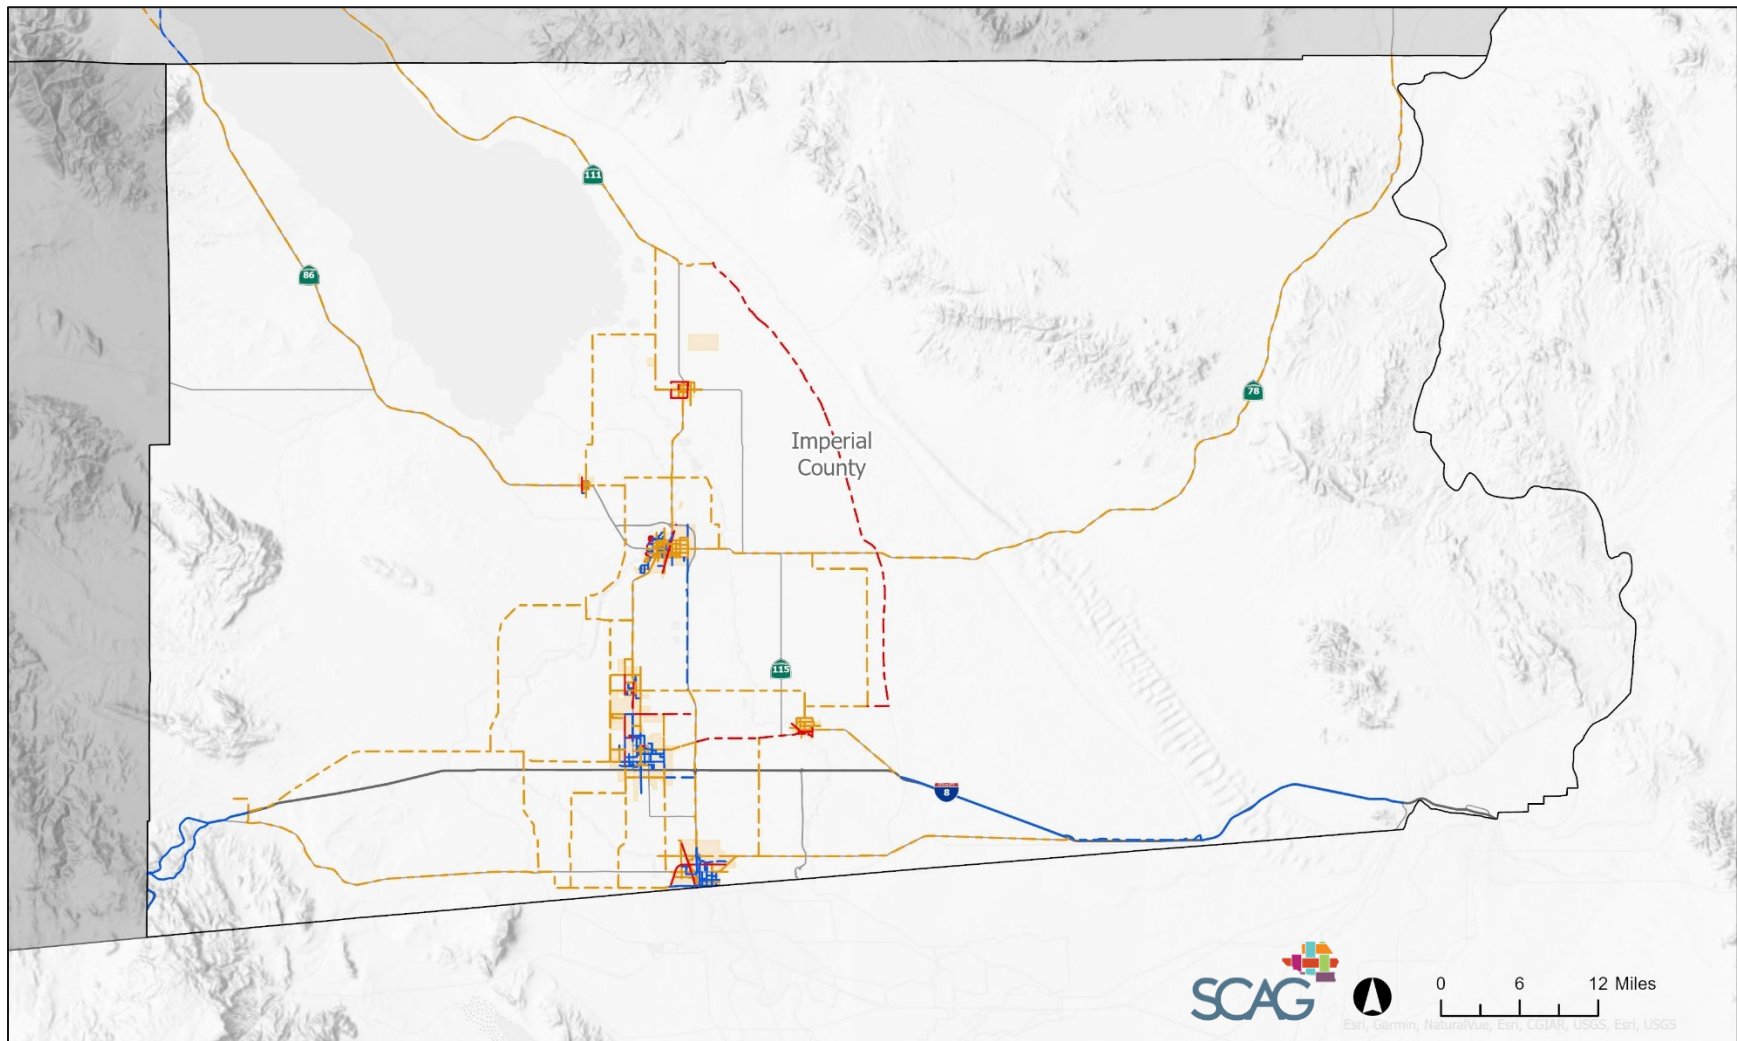 111
86
78
Imperial
County
115
8
SCAG
0 6 12 Miles
Esri, Garmin, NaturalVue, Esri, CGIAR, USGS, Esri, USGS